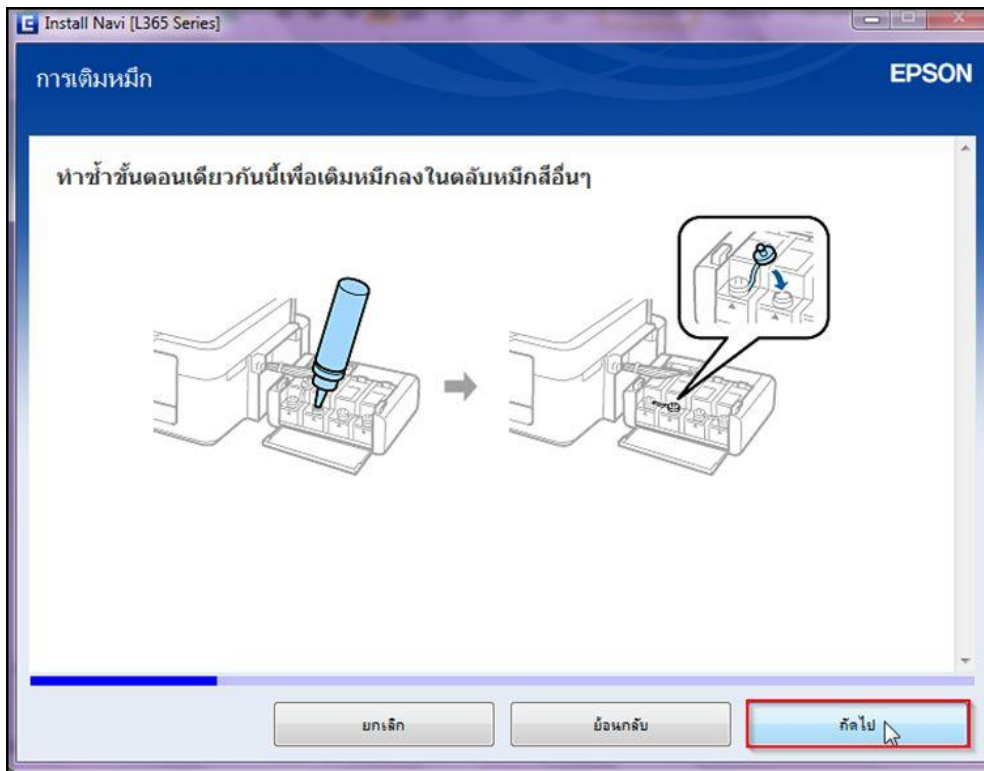 Install Navi [L365 Series]
การเติมหมึก
EPSON
ทำซ้ำขั้นตอนเดียวกันนี้เพื่อเติมหมึกลงในตลับหมึกสีอื่นๆ
ยกเลิก
ย้อนกลับ
ถัดไป